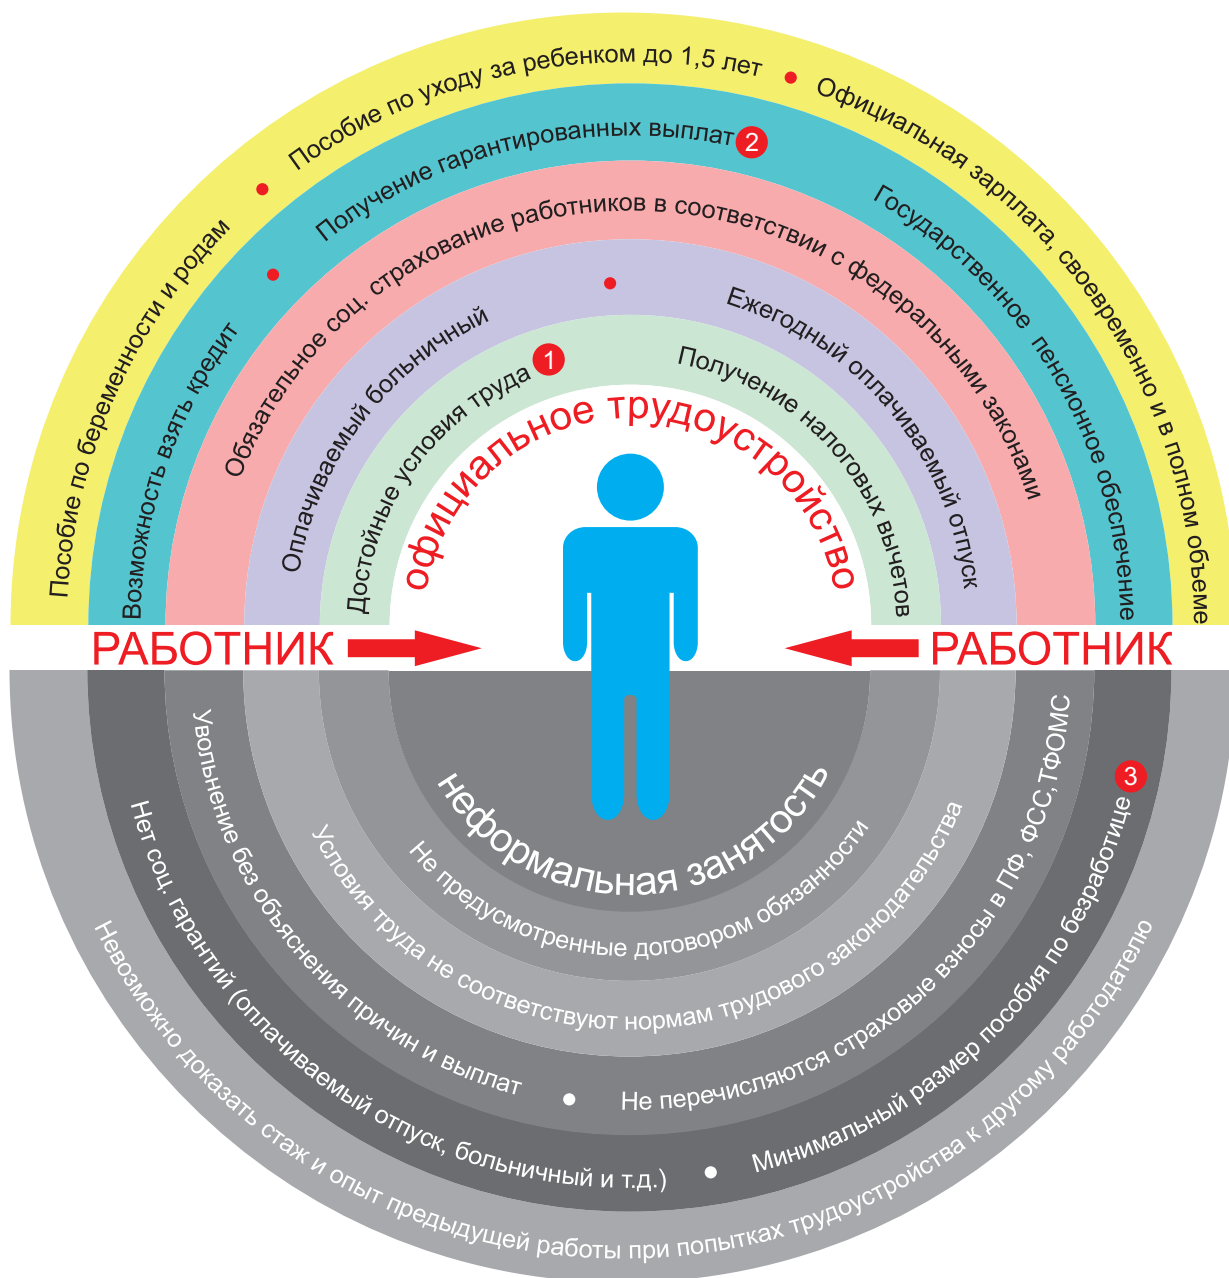 Пособие по беременности и родам • Пособие по уходу за ребенком до 1,5 лет • Официальная зарплата, своевременно и в полном объеме
Возможность взять кредит • Получение гарантированных выплат 2 Государственное пенсионное обеспечение
Обязательное соц. страхование работников в соответствии с федеральными законами
Оплачиваемый больничный • Ежегодный оплачиваемый отпуск
Достойные условия труда 1 Получение налоговых вычетов
официальное трудоустройство
РАБОТНИК
РАБОТНИК
неформальная занятость
Не предусмотренные договором обязанности
Условия труда не соответствуют нормам трудового законодательства
Увольнение без объяснения причин и выплат • Не перечисляются страховые взносы в ПФ, ФСС, ТФОМС
Нет соц. гарантий (оплачиваемый отпуск, больничный и т.д.) • Минимальный размер пособия по безработице 3
Невозможно доказать стаж и опыт предыдущей работы при попытках трудоустройства к другому работодателю